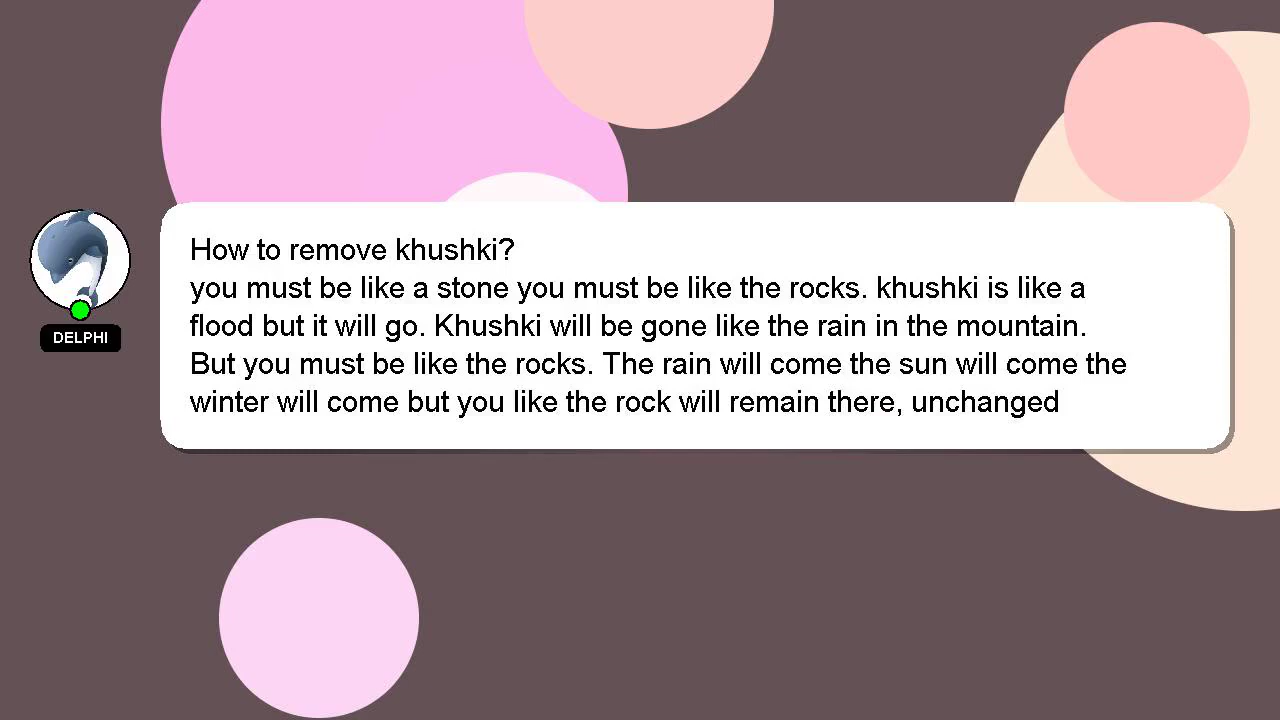 How to remove khushki?
you must be like a stone you must be like the rocks. khushki is like a
flood but it will go. Khushki will be gone like the rain in the mountain.
But you must be like the rocks. The rain will come the sun will come the
winter will come but you like the rock will remain there, unchanged
DELPHI